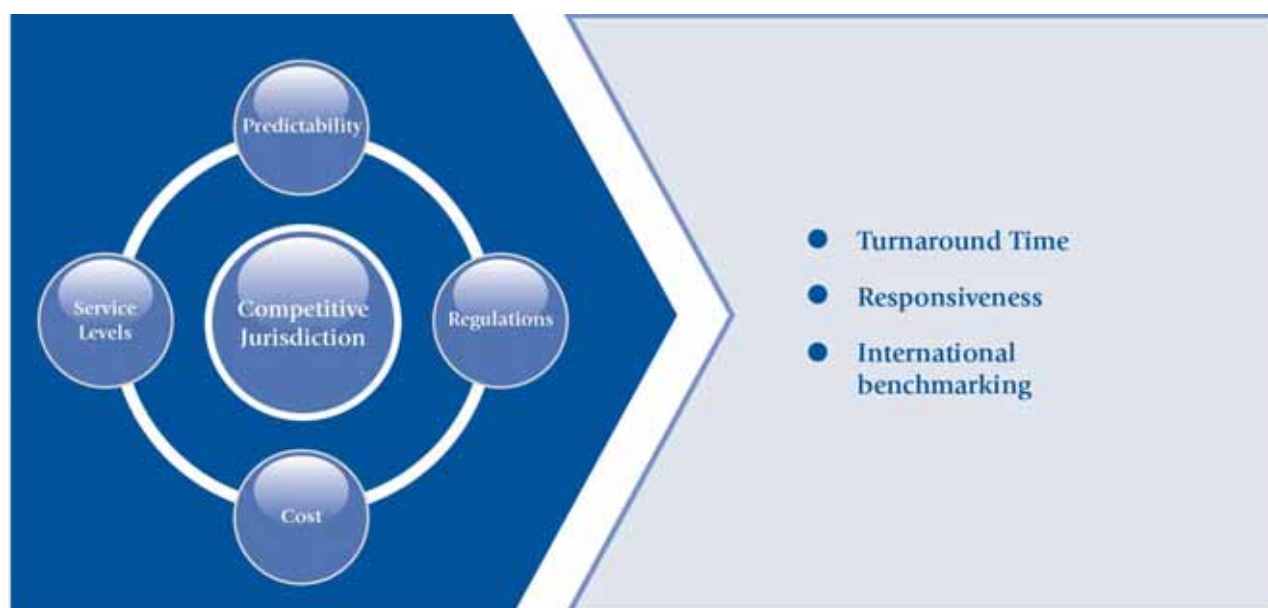 Predictability
Service
Levels
Competitive
Jurisdiction
Regulations
Cost
Turnaround Time
Responsiveness
International
benchmarking